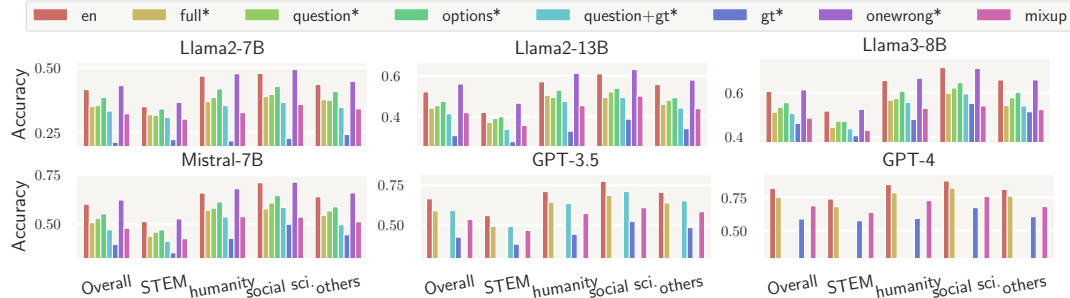 en full* question* options* question+gt* gt* onewrong* mixup
Llama2-7B Llama2-13B Llama3-8B
Accuracy
0.50
0.25
0.6
0.4
0.6
0.4
Mistral-7B GPT-3.5 GPT-4
Accuracy
0.75
0.50
0.75
0.50
0.75
0.50
Overall STEM humanity social sci. others
Overall STEM humanity social sci. others
Overall STEM humanity social sci. others